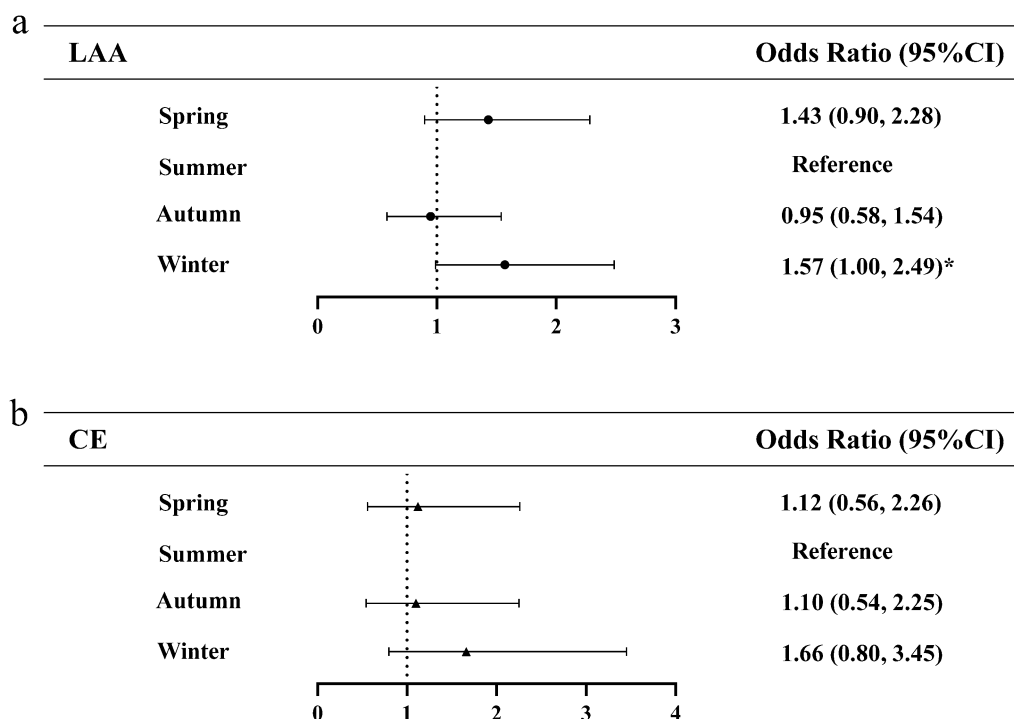 a
LAA Odds Ratio (95%CI)
Spring 1.43 (0.90, 2.28)
Summer Reference
Autumn 0.95 (0.58, 1.54)
Winter 1.57 (1.00, 2.49)*
0 1 2 3
b
CE Odds Ratio (95%CI)
Spring 1.12 (0.56, 2.26)
Summer Reference
Autumn 1.10 (0.54, 2.25)
Winter 1.66 (0.80, 3.45)
0 1 2 3 4